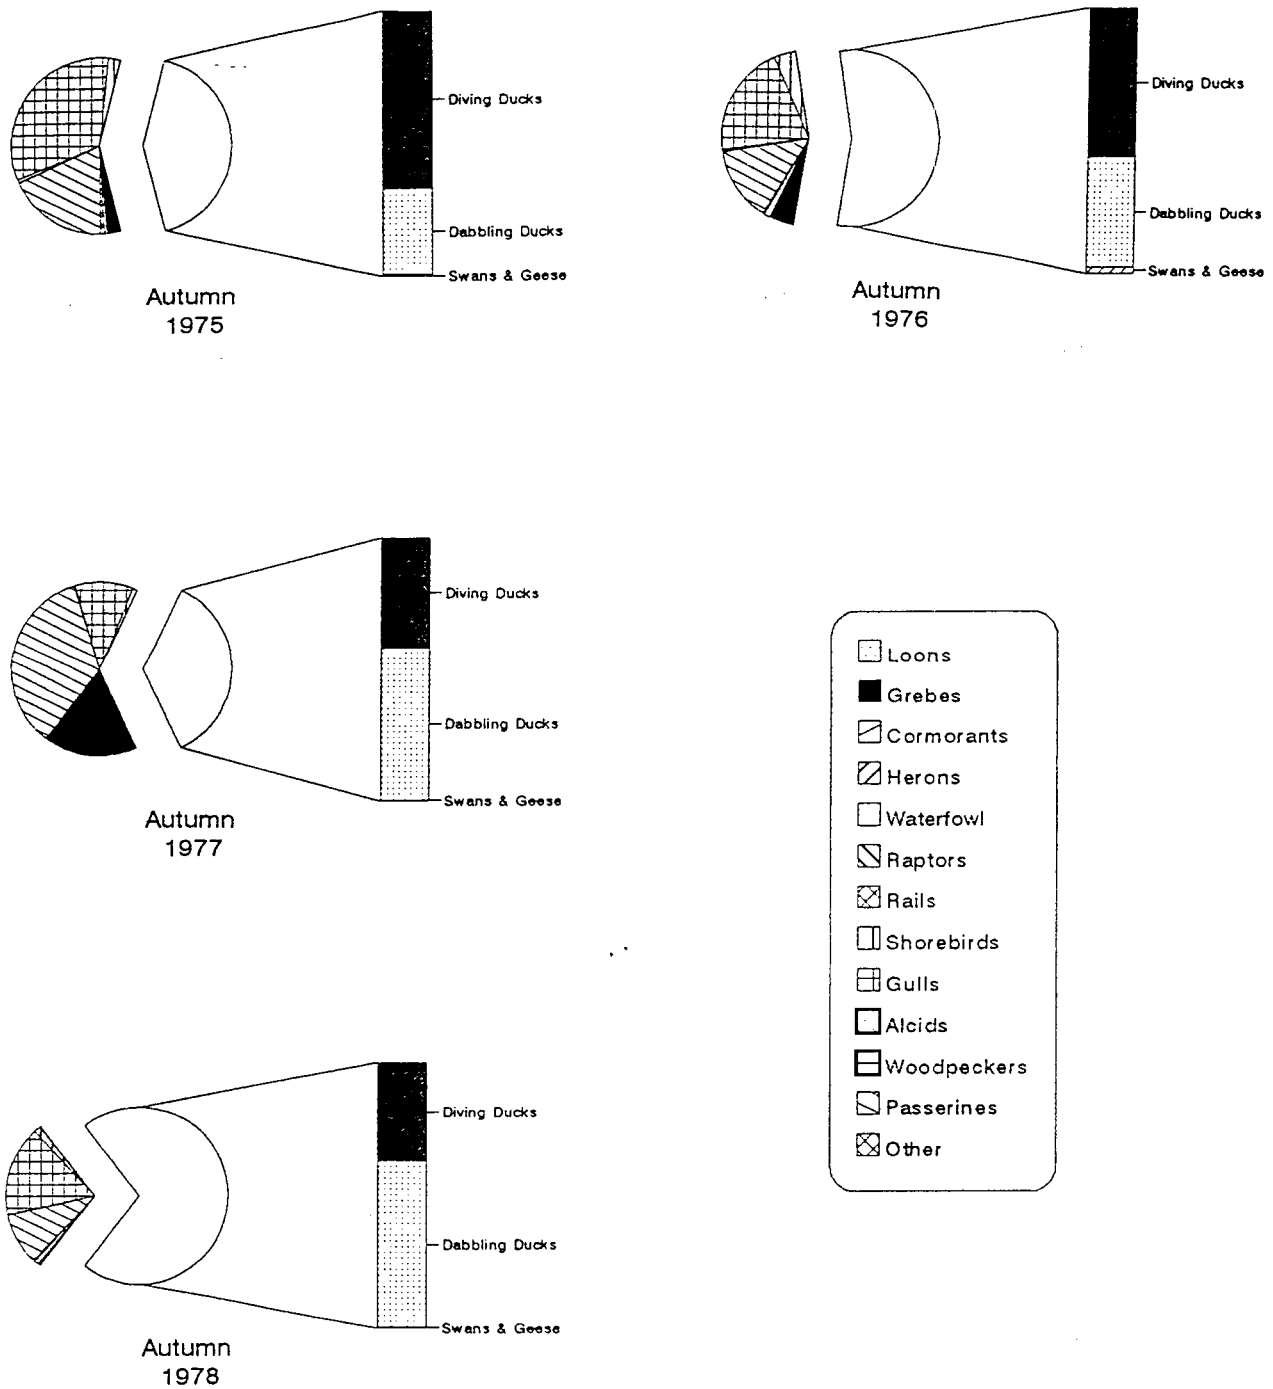 Diving Ducks
Dabbling Ducks
Swans & Geese
Autumn
1975
Diving Ducks
Dabbling Ducks
Swans & Geese
Autumn
1976
Diving Ducks
Dabbling Ducks
Swans & Geese
Autumn
1977
Loons
Grebes
Cormorants
Herons
Waterfowl
Raptors
Rails
Shorebirds
Gulls
Alcids
Woodpeckers
Passerines
Other
Diving Ducks
Dabbling Ducks
Swans & Geese
Autumn
1978